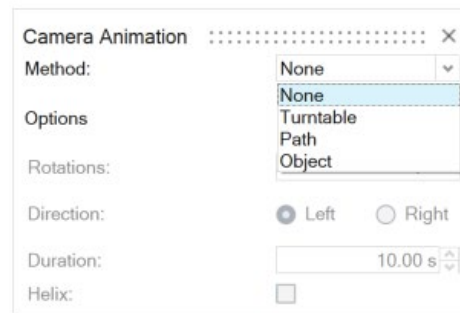 Camera Animation
Method: None
None
Options Turntable
Path
Rotations: Object
Direction: Left Right
Duration: 10.00 s
Helix: